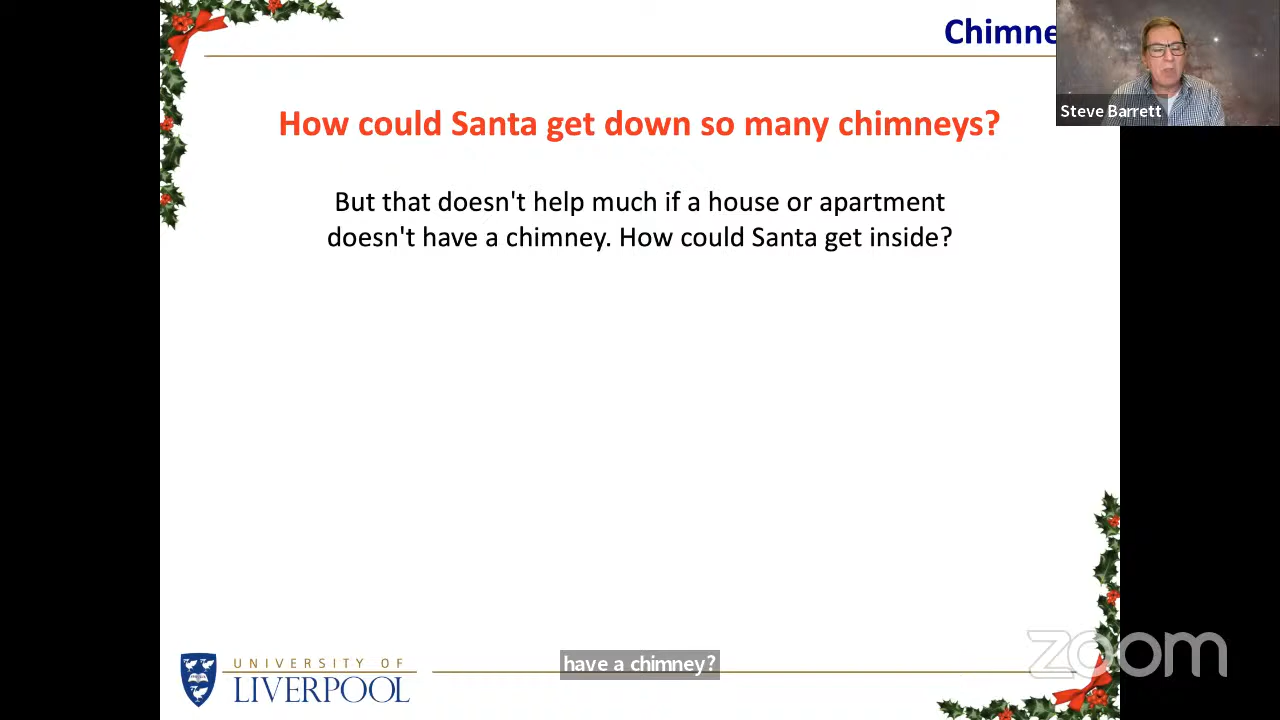 Chimne
Steve Barrett
How could Santa get down so many chimneys?
But that doesn't help much if a house or apartment
doesn't have a chimney. How could Santa get inside?
UNIVERSITY OF
LIVERPOOL
have a chimney?
zoom